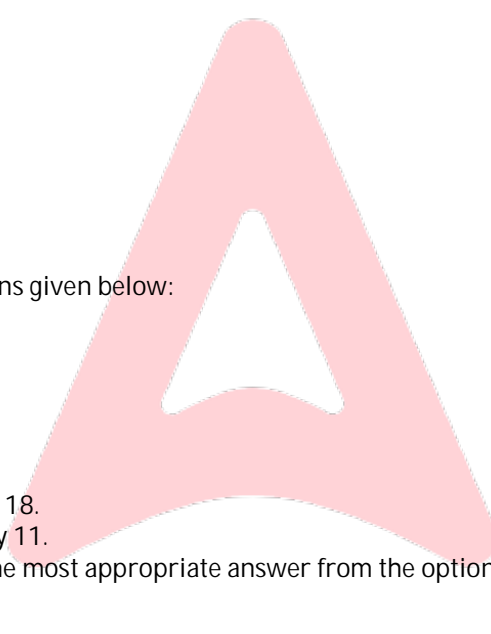 ns given below:
18.
y 11.
ne most appropriate answer from the option